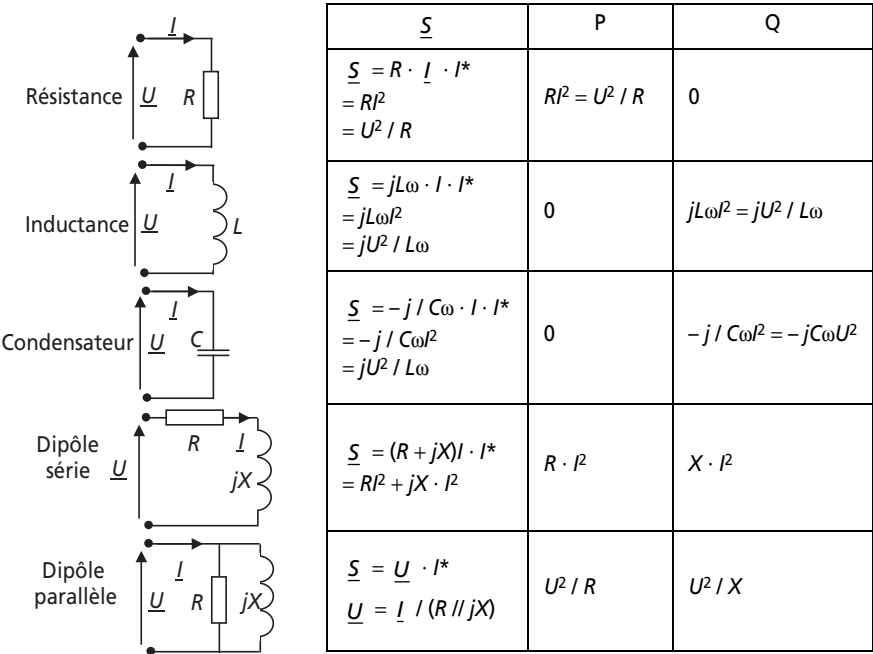 S P Q
Résistance U I R
S = R · I · I*
= RI²
= U² / R
RI² = U² / R
0
Inductance U I L
S = jLω · I · I*
= jLωI²
= jU² / Lω
0
jLωI² = jU² / Lω
Condensateur U I C
S = – j / Cω · I · I*
= – j / CωI²
= jU² / Lω
0
– j / CωI² = – jCωU²
Dipôle
série U R I jX
S = (R + jX)I · I*
= RI² + jX · I²
R · I²
X · I²
Dipôle
parallèle U I R jX
S = U · I*
U = I / (R // jX)
U² / R
U² / X